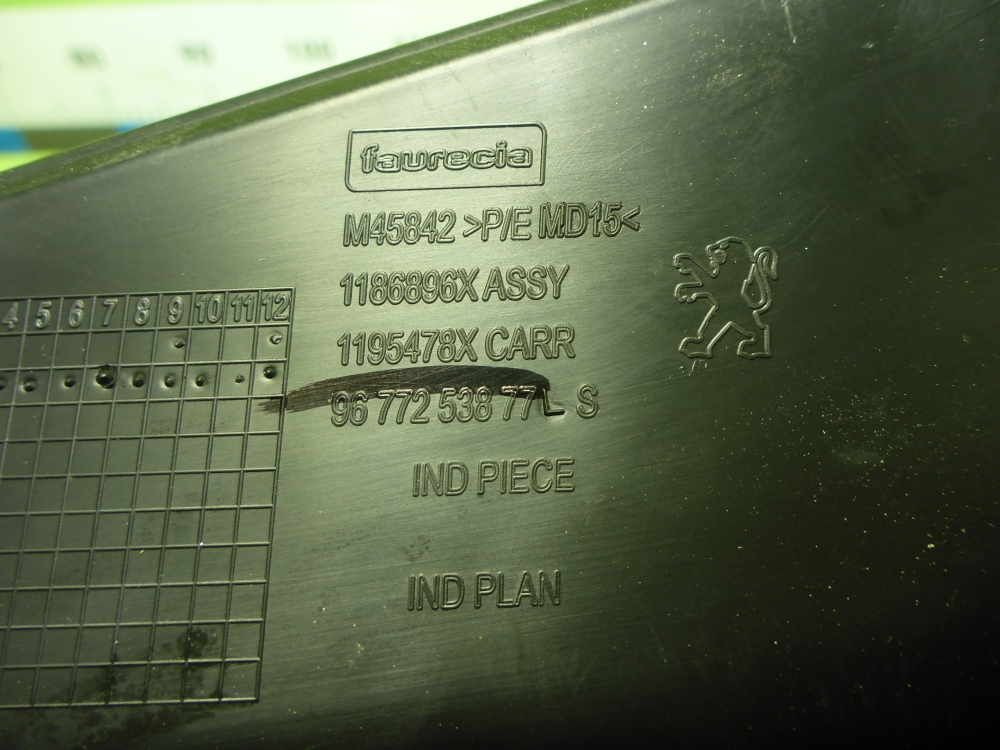 faurecia
M45842 >P/E MD15<
1186896X ASSY
1195478X CARR
96 772 538 77 L S
IND PIECE
IND PLAN
4 5 6 7 8 9 10 11 12